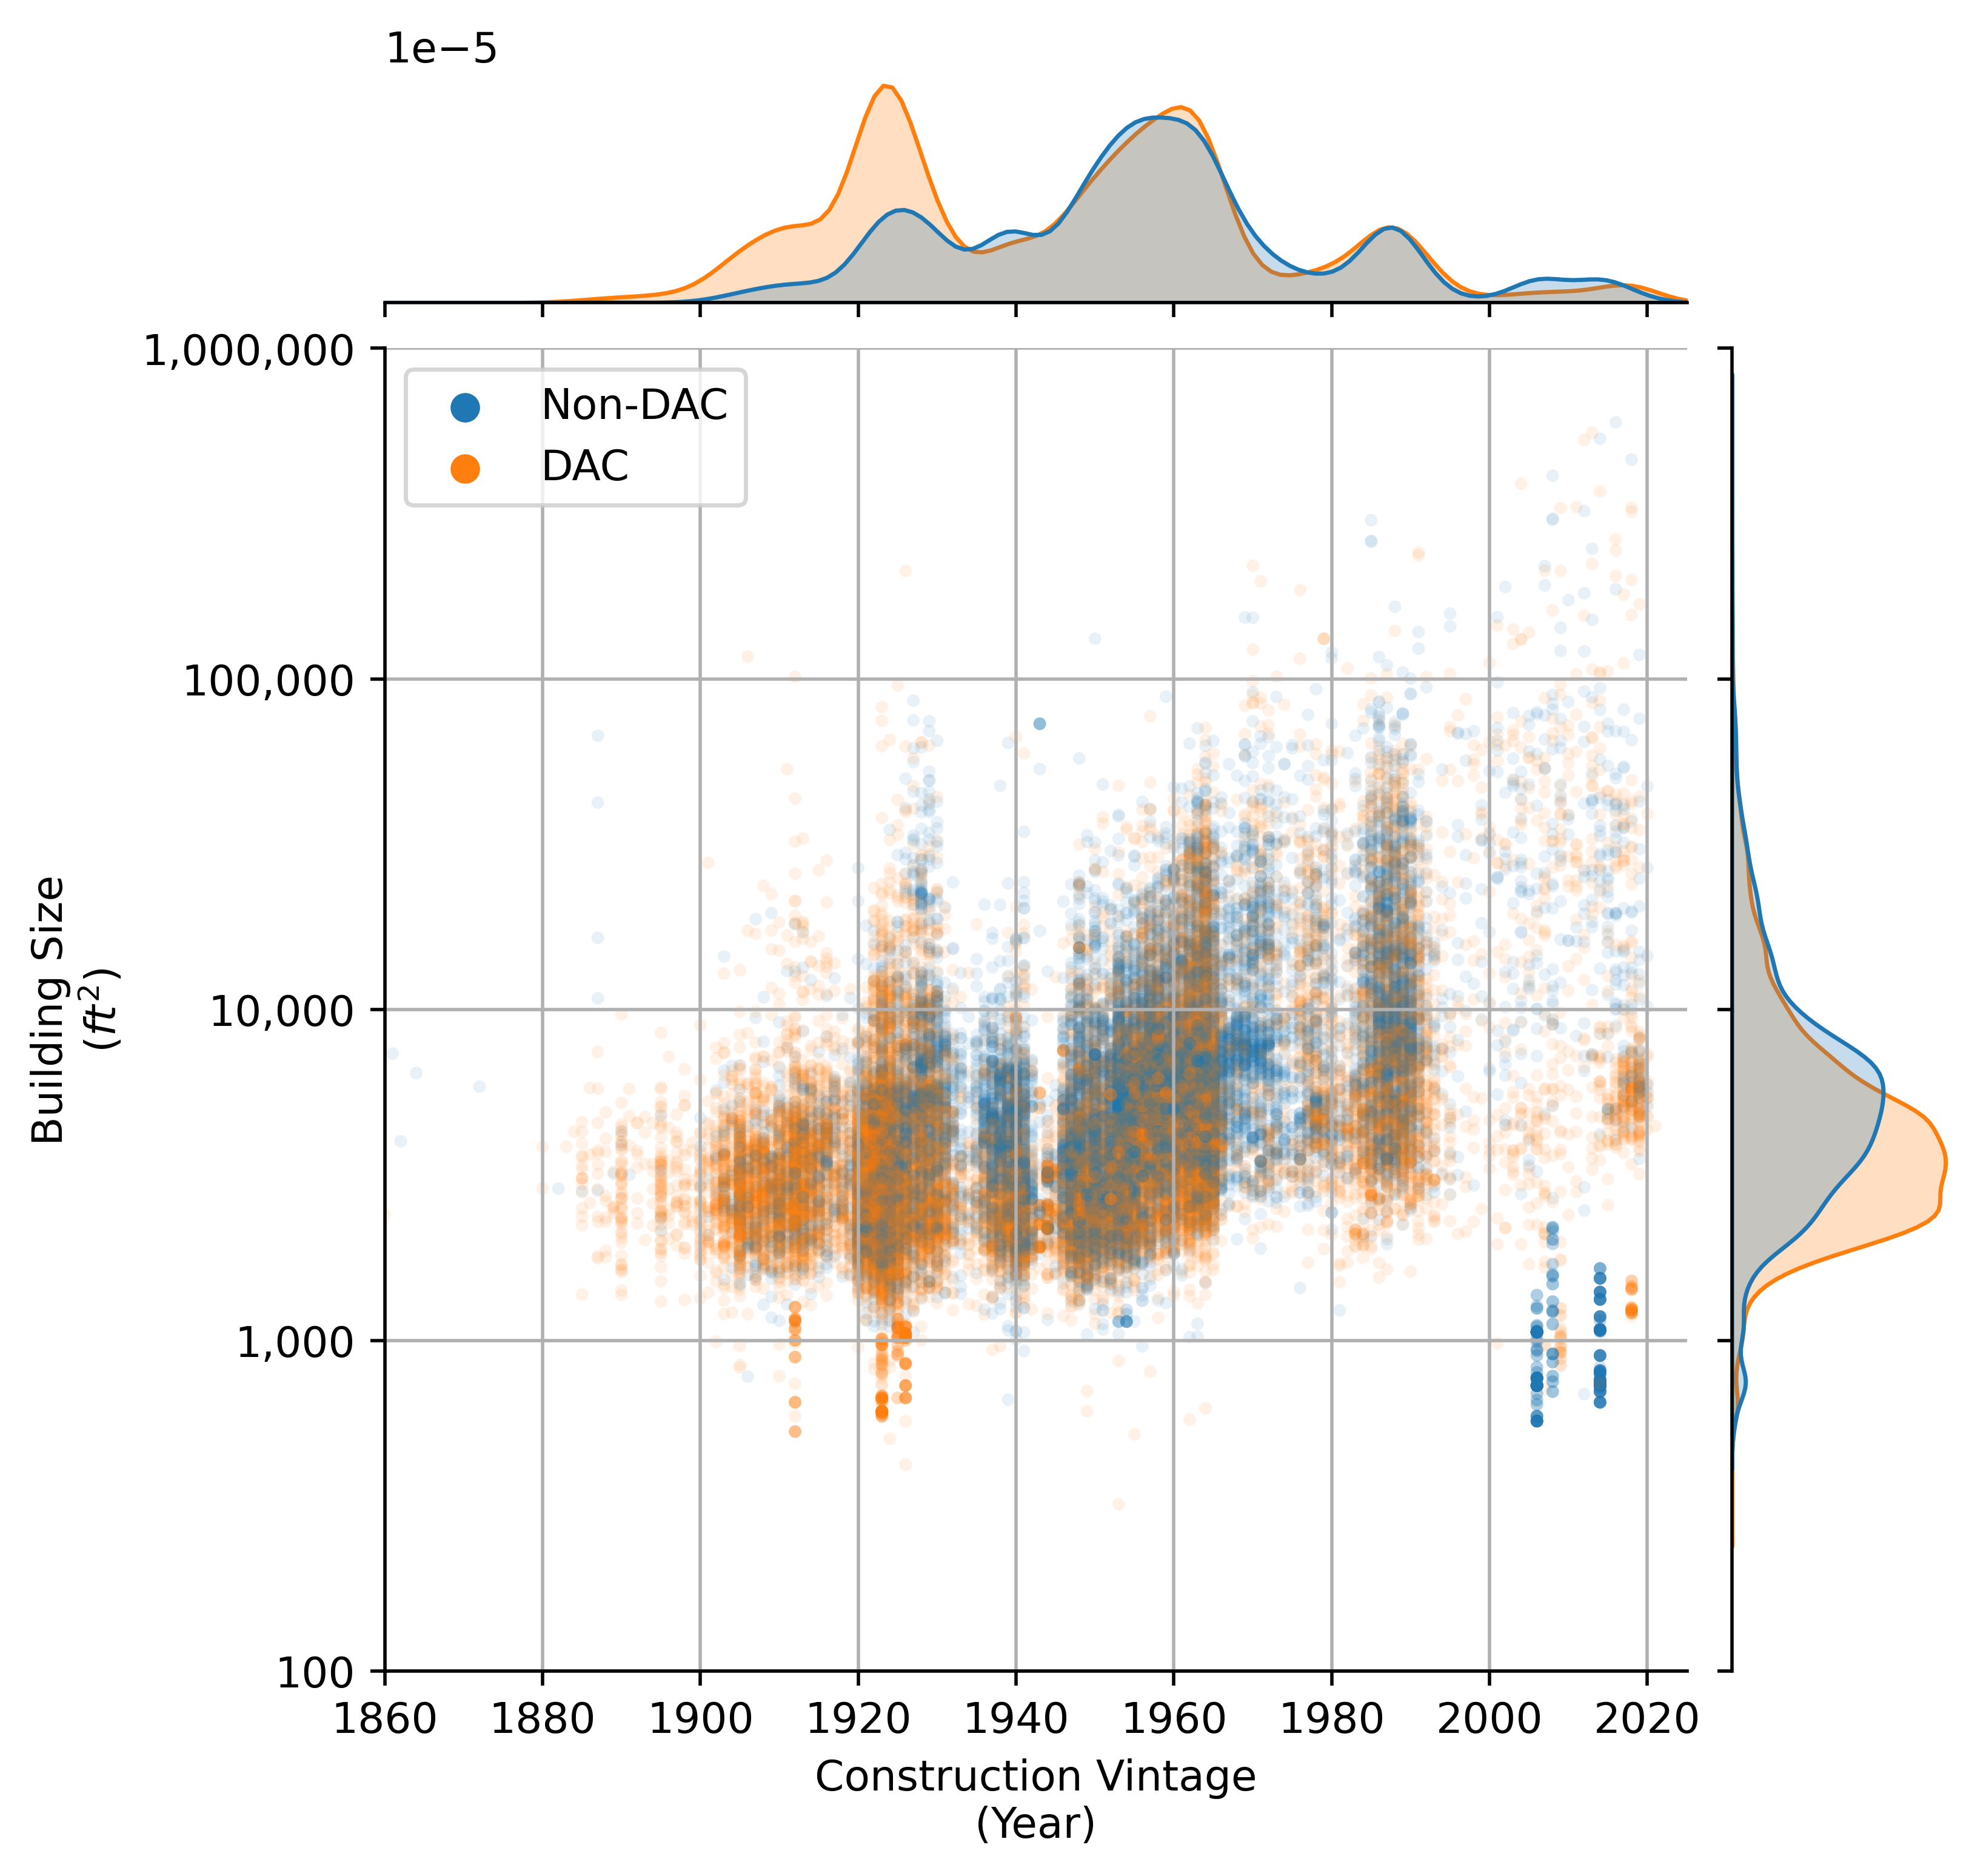 1e−5
1,000,000
100,000
10,000
1,000
100
Non-DAC
DAC
Building Size
(ft²)
1860 1880 1900 1920 1940 1960 1980 2000 2020
Construction Vintage
(Year)